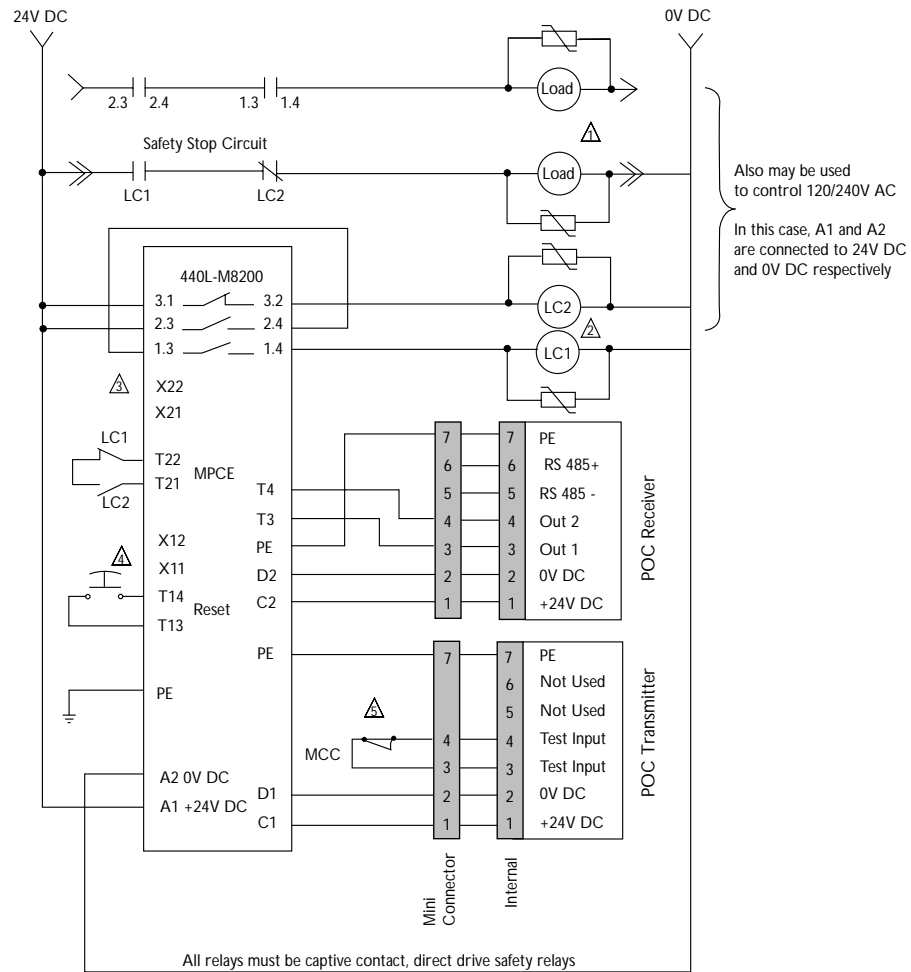 24V DC
0V DC
Load
2.3 2.4 1.3 1.4
1
Safety Stop Circuit
Load
LC1 LC2
Also may be used
to control 120/240V AC
In this case, A1 and A2
are connected to 24V DC
and 0V DC respectively
440L-M8200
3.1 3.2
2.3 2.4
1.3 1.4
LC2
2
LC1
3
X22
X21
LC1
T22
MPCE
T21
LC2
X12
4
X11
T14
Reset
T13
PE
A2 0V DC
A1 +24V DC
T4
T3
PE
D2
C2
PE
D1
C1
7 7 PE
6 6 RS 485+
5 5 RS 485 -
4 4 Out 2
3 3 Out 1
2 2 0V DC
1 1 +24V DC
POC Receiver
7 7 PE
6 Not Used
5 Not Used
5
MCC
4 4 Test Input
3 3 Test Input
2 2 0V DC
1 1 +24V DC
POC Transmitter
Mini
Connector
Internal
All relays must be captive contact, direct drive safety relays